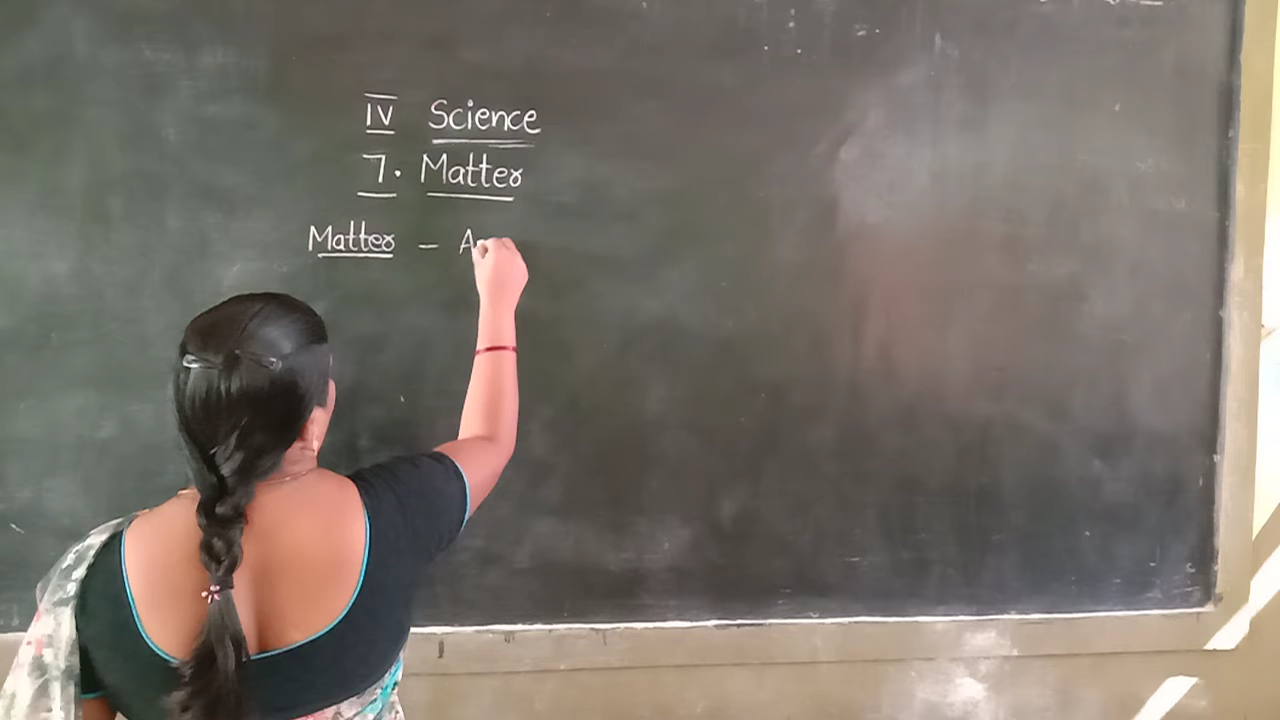 IV Science
7. Matter
Matter – A